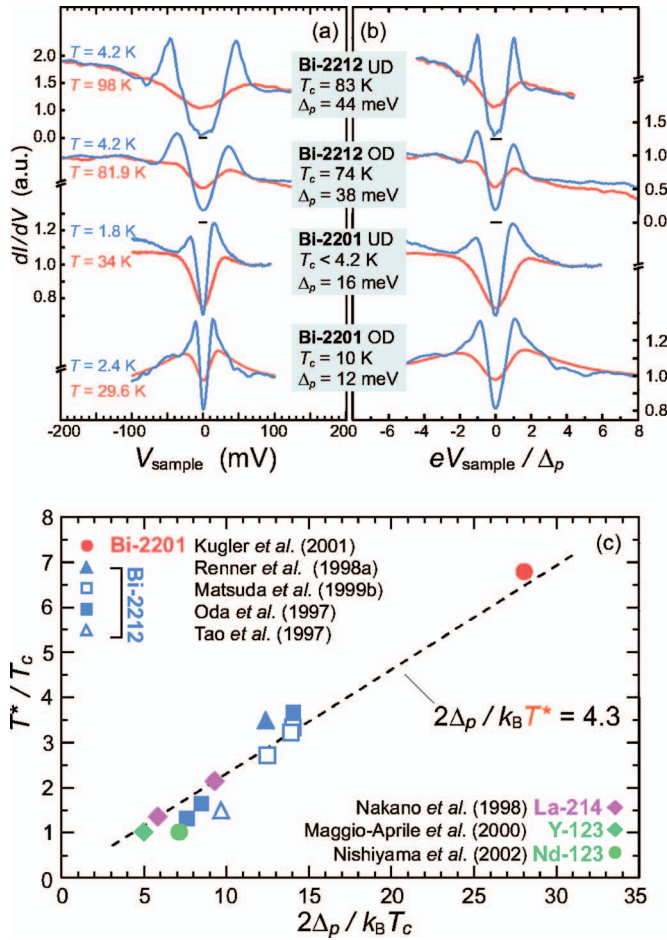 (a)
(b)
2.0
1.5
1.0
0.0
dI/dV (a.u.)
T = 4.2 K
T = 98 K
Bi-2212 UD
Tc = 83 K
Δp = 44 meV
2.0
1.5
1.0
0.5
0.0
T = 4.2 K
T = 81.9 K
Bi-2212 OD
Tc = 74 K
Δp = 38 meV
1.2
1.0
0.8
T = 1.8 K
T = 34 K
Bi-2201 UD
Tc < 4.2 K
Δp = 16 meV
T = 2.4 K
T = 29.6 K
Bi-2201 OD
Tc = 10 K
Δp = 12 meV
1.2
1.0
0.8
-200 -100 0 100 200
-6 -4 -2 0 2 4 6 8
Vsample (mV)
eVsample / Δp
(c)
8
7
6
5
4
3
2
1
0
T* / Tc
Bi-2201 Kugler et al. (2001)
Bi-2212
Renner et al. (1998a)
Matsuda et al. (1999b)
Oda et al. (1997)
Tao et al. (1997)
2Δp / kBT* = 4.3
Nakano et al. (1998) La-214
Maggio-Aprile et al. (2000) Y-123
Nishiyama et al. (2002) Nd-123
0 5 10 15 20 25 30 35
2Δp / kBTc